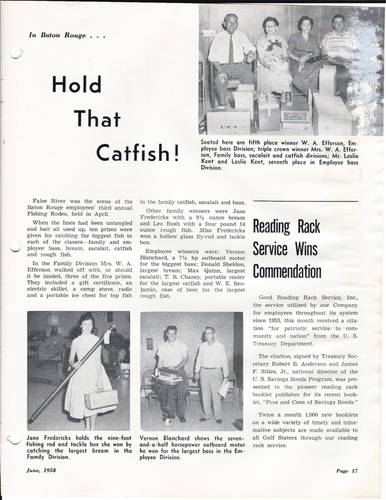 In Baton Rouge . . .
Hold
That
Catfish!
Seated here are fifth place winner W. A. Efferson, Em-
ployee bass Division; triple crown winner Mrs. W. A. Effer-
son, Family bass, sacalait and catfish divisions; Mr. Leslie
Kent and Leslie Kent, seventh place in Employee bass
Division.
False River was the scene of the
Baton Rouge employees' third annual
Fishing Rodeo, held in April.
When the lines had been untangled
and bait all used up, ten prizes were
given for catching the biggest fish in
each of the classes—family and em-
ployee bass, bream, sacalait, catfish
and rough fish.
In the Family Division Mrs. W. A.
Efferson walked off with, or should
it be landed, three of the five prizes.
They included a gift certificate, an
electric skillet, a camp stove, radio
and a portable ice chest for top fish
in the family catfish, sacalait and bass.
Other family winners were Jane
Fredericks with a 9½ ounce bream
and Leo Bush with a four pound 14
ounce rough fish. Miss Fredericks
won a hollow glass fly-rod and tackle
box.
Employee winners were: Vernon
Blanchard, a 7½ hp outboard motor
for the biggest bass; Donald Sheldon,
largest bream; Max Quinn, largest
sacalait; T. R. Chaney, portable cooler
for the largest catfish and W. E. Ben-
jamin, case of beer for the largest
rough fish.
Reading Rack
Service Wins
Commendation
Good Reading Rack Service, Inc.,
the service utilized by our Company
for employees throughout its system
since 1953, this month received a cita-
tion "for patriotic service to com-
munity and nation" from the U. S.
Treasury Department.
The citation, signed by Treasury Sec-
retary Robert B. Anderson and James
F. Stiles, Jr., national director of the
U. S. Savings Bonds Program, was pre-
sented to the pioneer reading rack
booklet publisher for its recent book-
let, "Pros and Cons of Savings Bonds."
Twice a month 1,000 new booklets
on a wide variety of timely and infor-
mative subjects are made available to
all Gulf Staters through our reading
rack service.
Jane Fredericks holds the nine-foot
fishing rod and tackle box she won by
catching the largest bream in the
Family Division.
Vernon Blanchard shows the seven-
and-a-half horsepower outboard motor
he won for the largest bass in the Em-
ployee Division.
June, 1958
Page 17